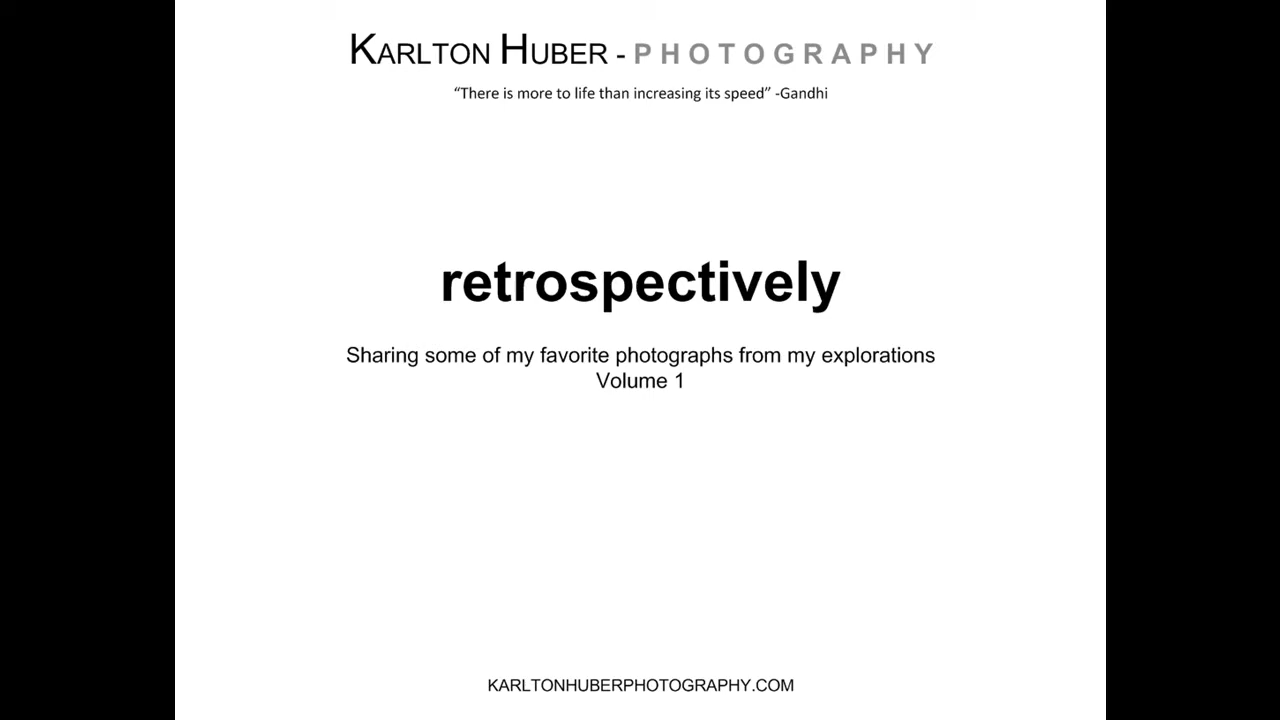 KARLTON HUBER - PHOTOGRAPHY
“There is more to life than increasing its speed” -Gandhi
retrospectively
Sharing some of my favorite photographs from my explorations
Volume 1
KARLTONHUBERPHOTOGRAPHY.COM